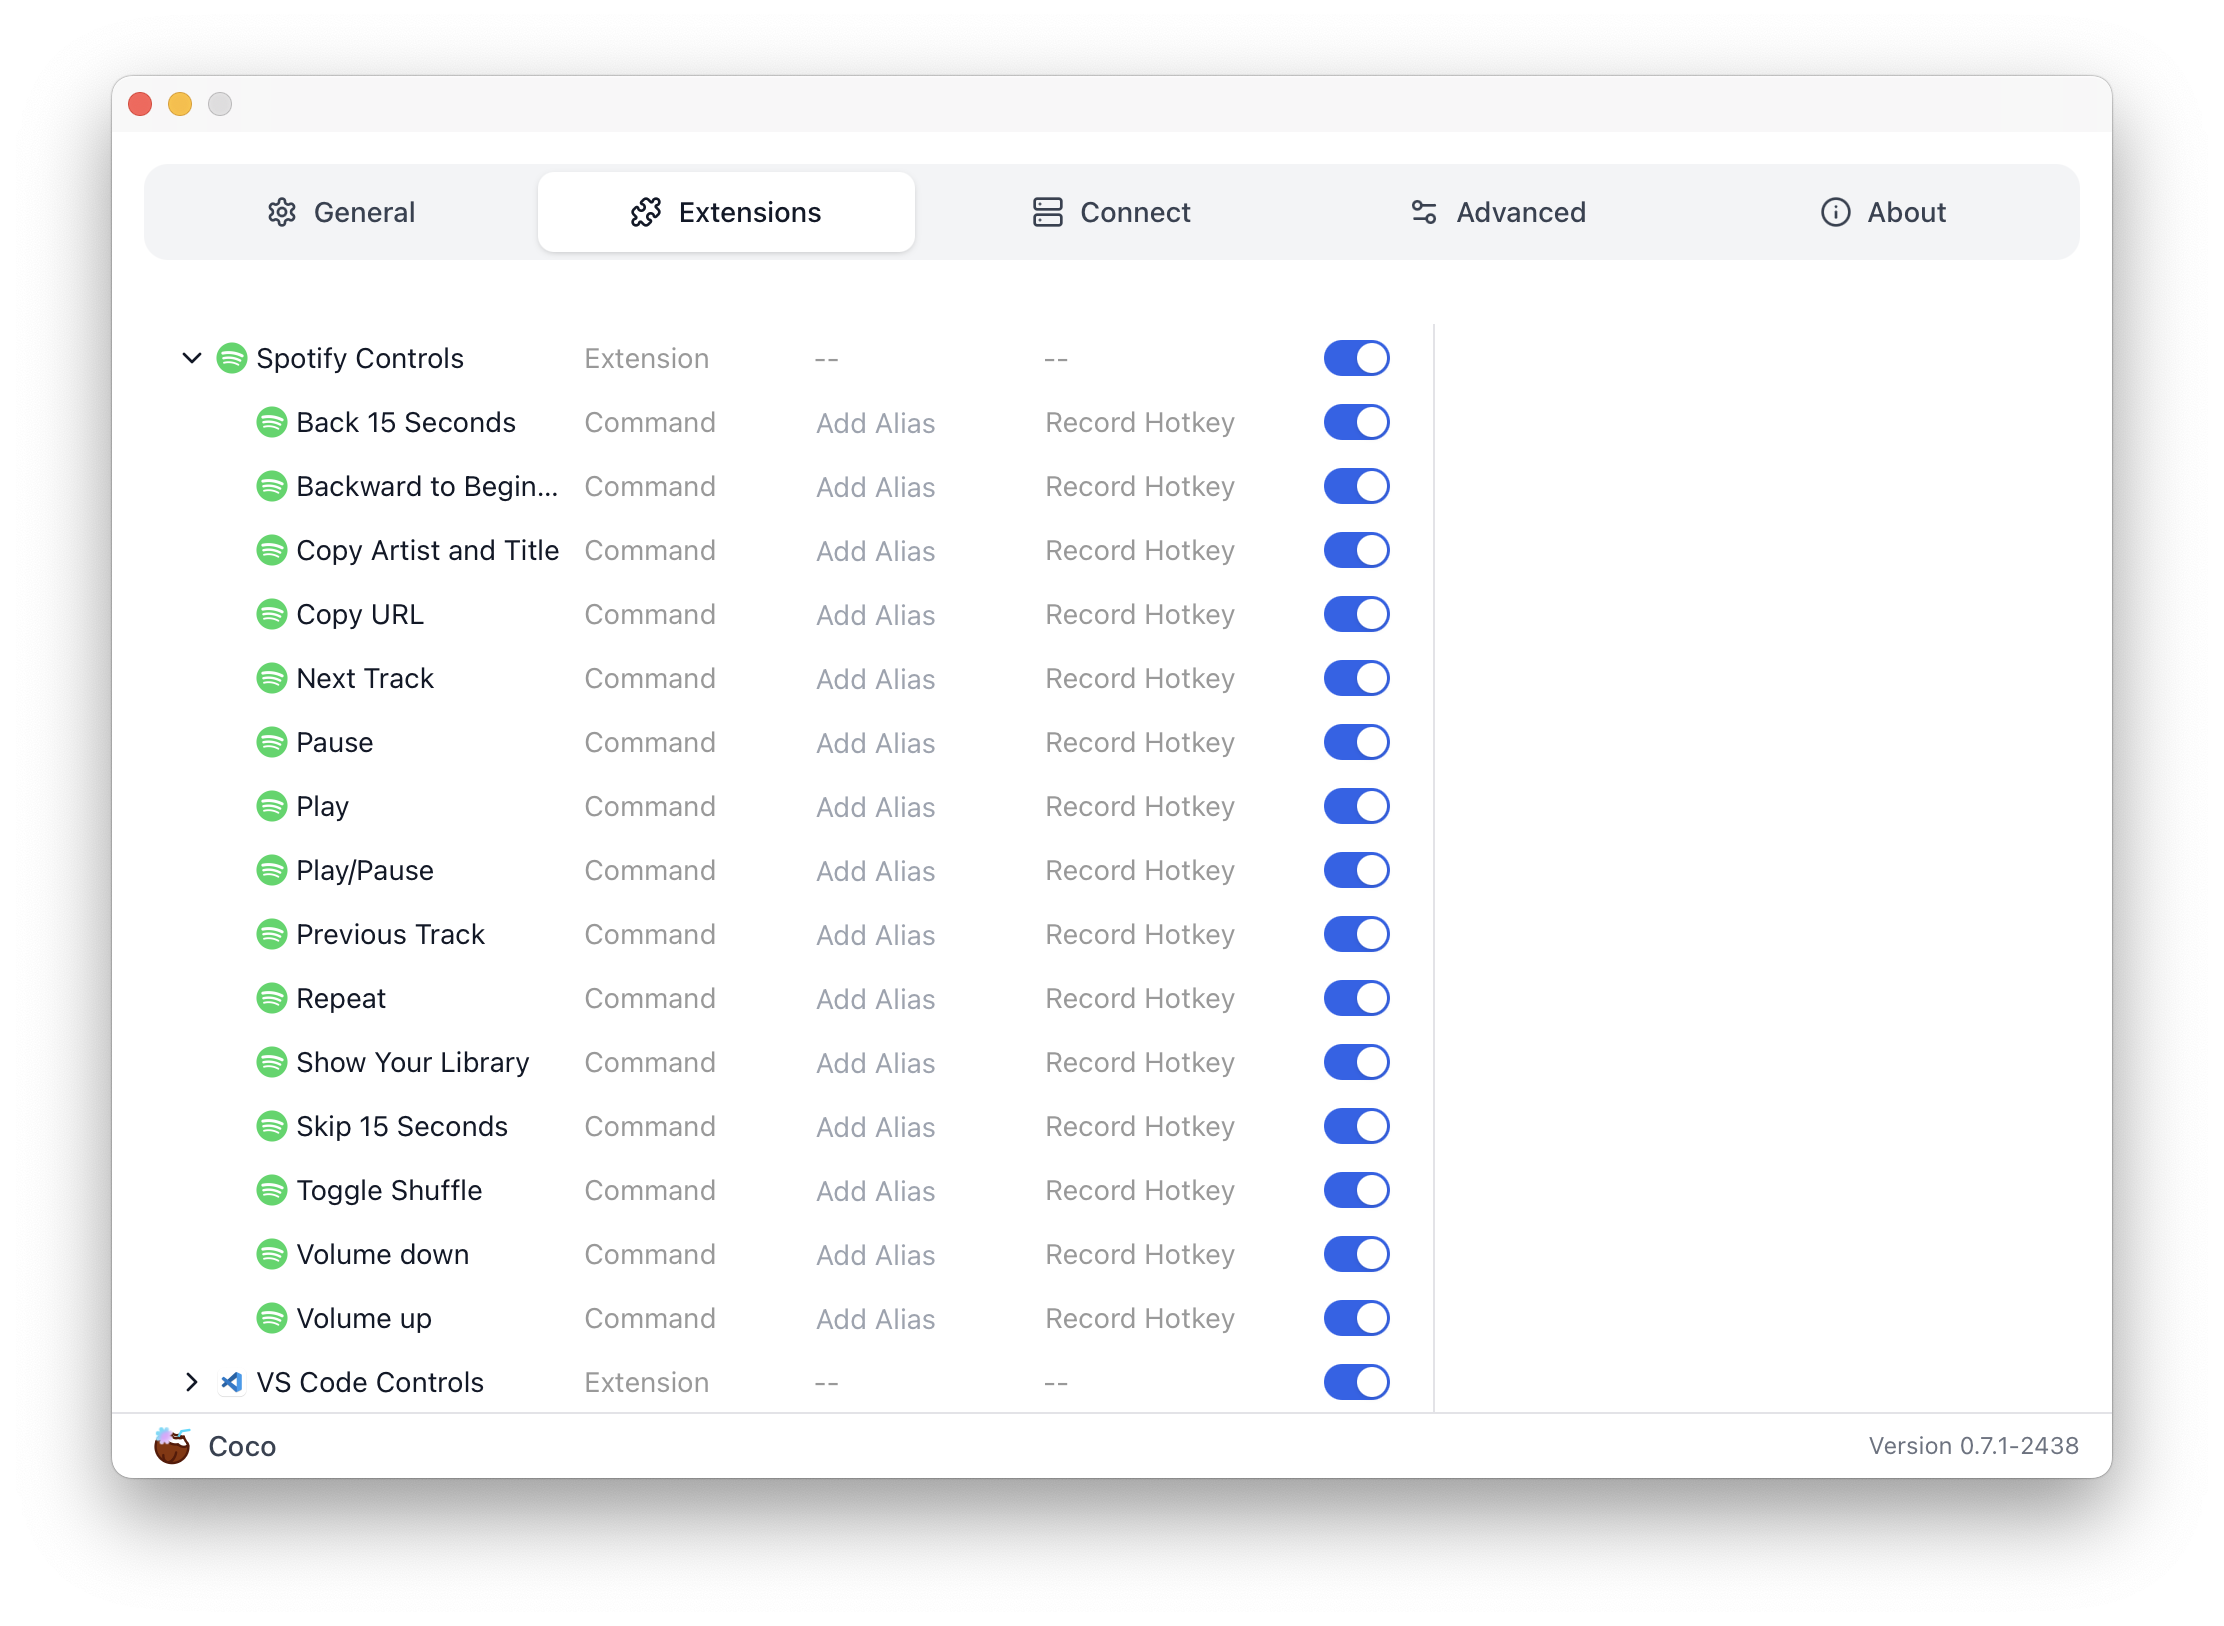 General Extensions Connect Advanced About
Spotify Controls Extension -- --
Back 15 Seconds Command Add Alias Record Hotkey
Backward to Begin... Command Add Alias Record Hotkey
Copy Artist and Title Command Add Alias Record Hotkey
Copy URL Command Add Alias Record Hotkey
Next Track Command Add Alias Record Hotkey
Pause Command Add Alias Record Hotkey
Play Command Add Alias Record Hotkey
Play/Pause Command Add Alias Record Hotkey
Previous Track Command Add Alias Record Hotkey
Repeat Command Add Alias Record Hotkey
Show Your Library Command Add Alias Record Hotkey
Skip 15 Seconds Command Add Alias Record Hotkey
Toggle Shuffle Command Add Alias Record Hotkey
Volume down Command Add Alias Record Hotkey
Volume up Command Add Alias Record Hotkey
VS Code Controls Extension -- --
Coco Version 0.7.1-2438